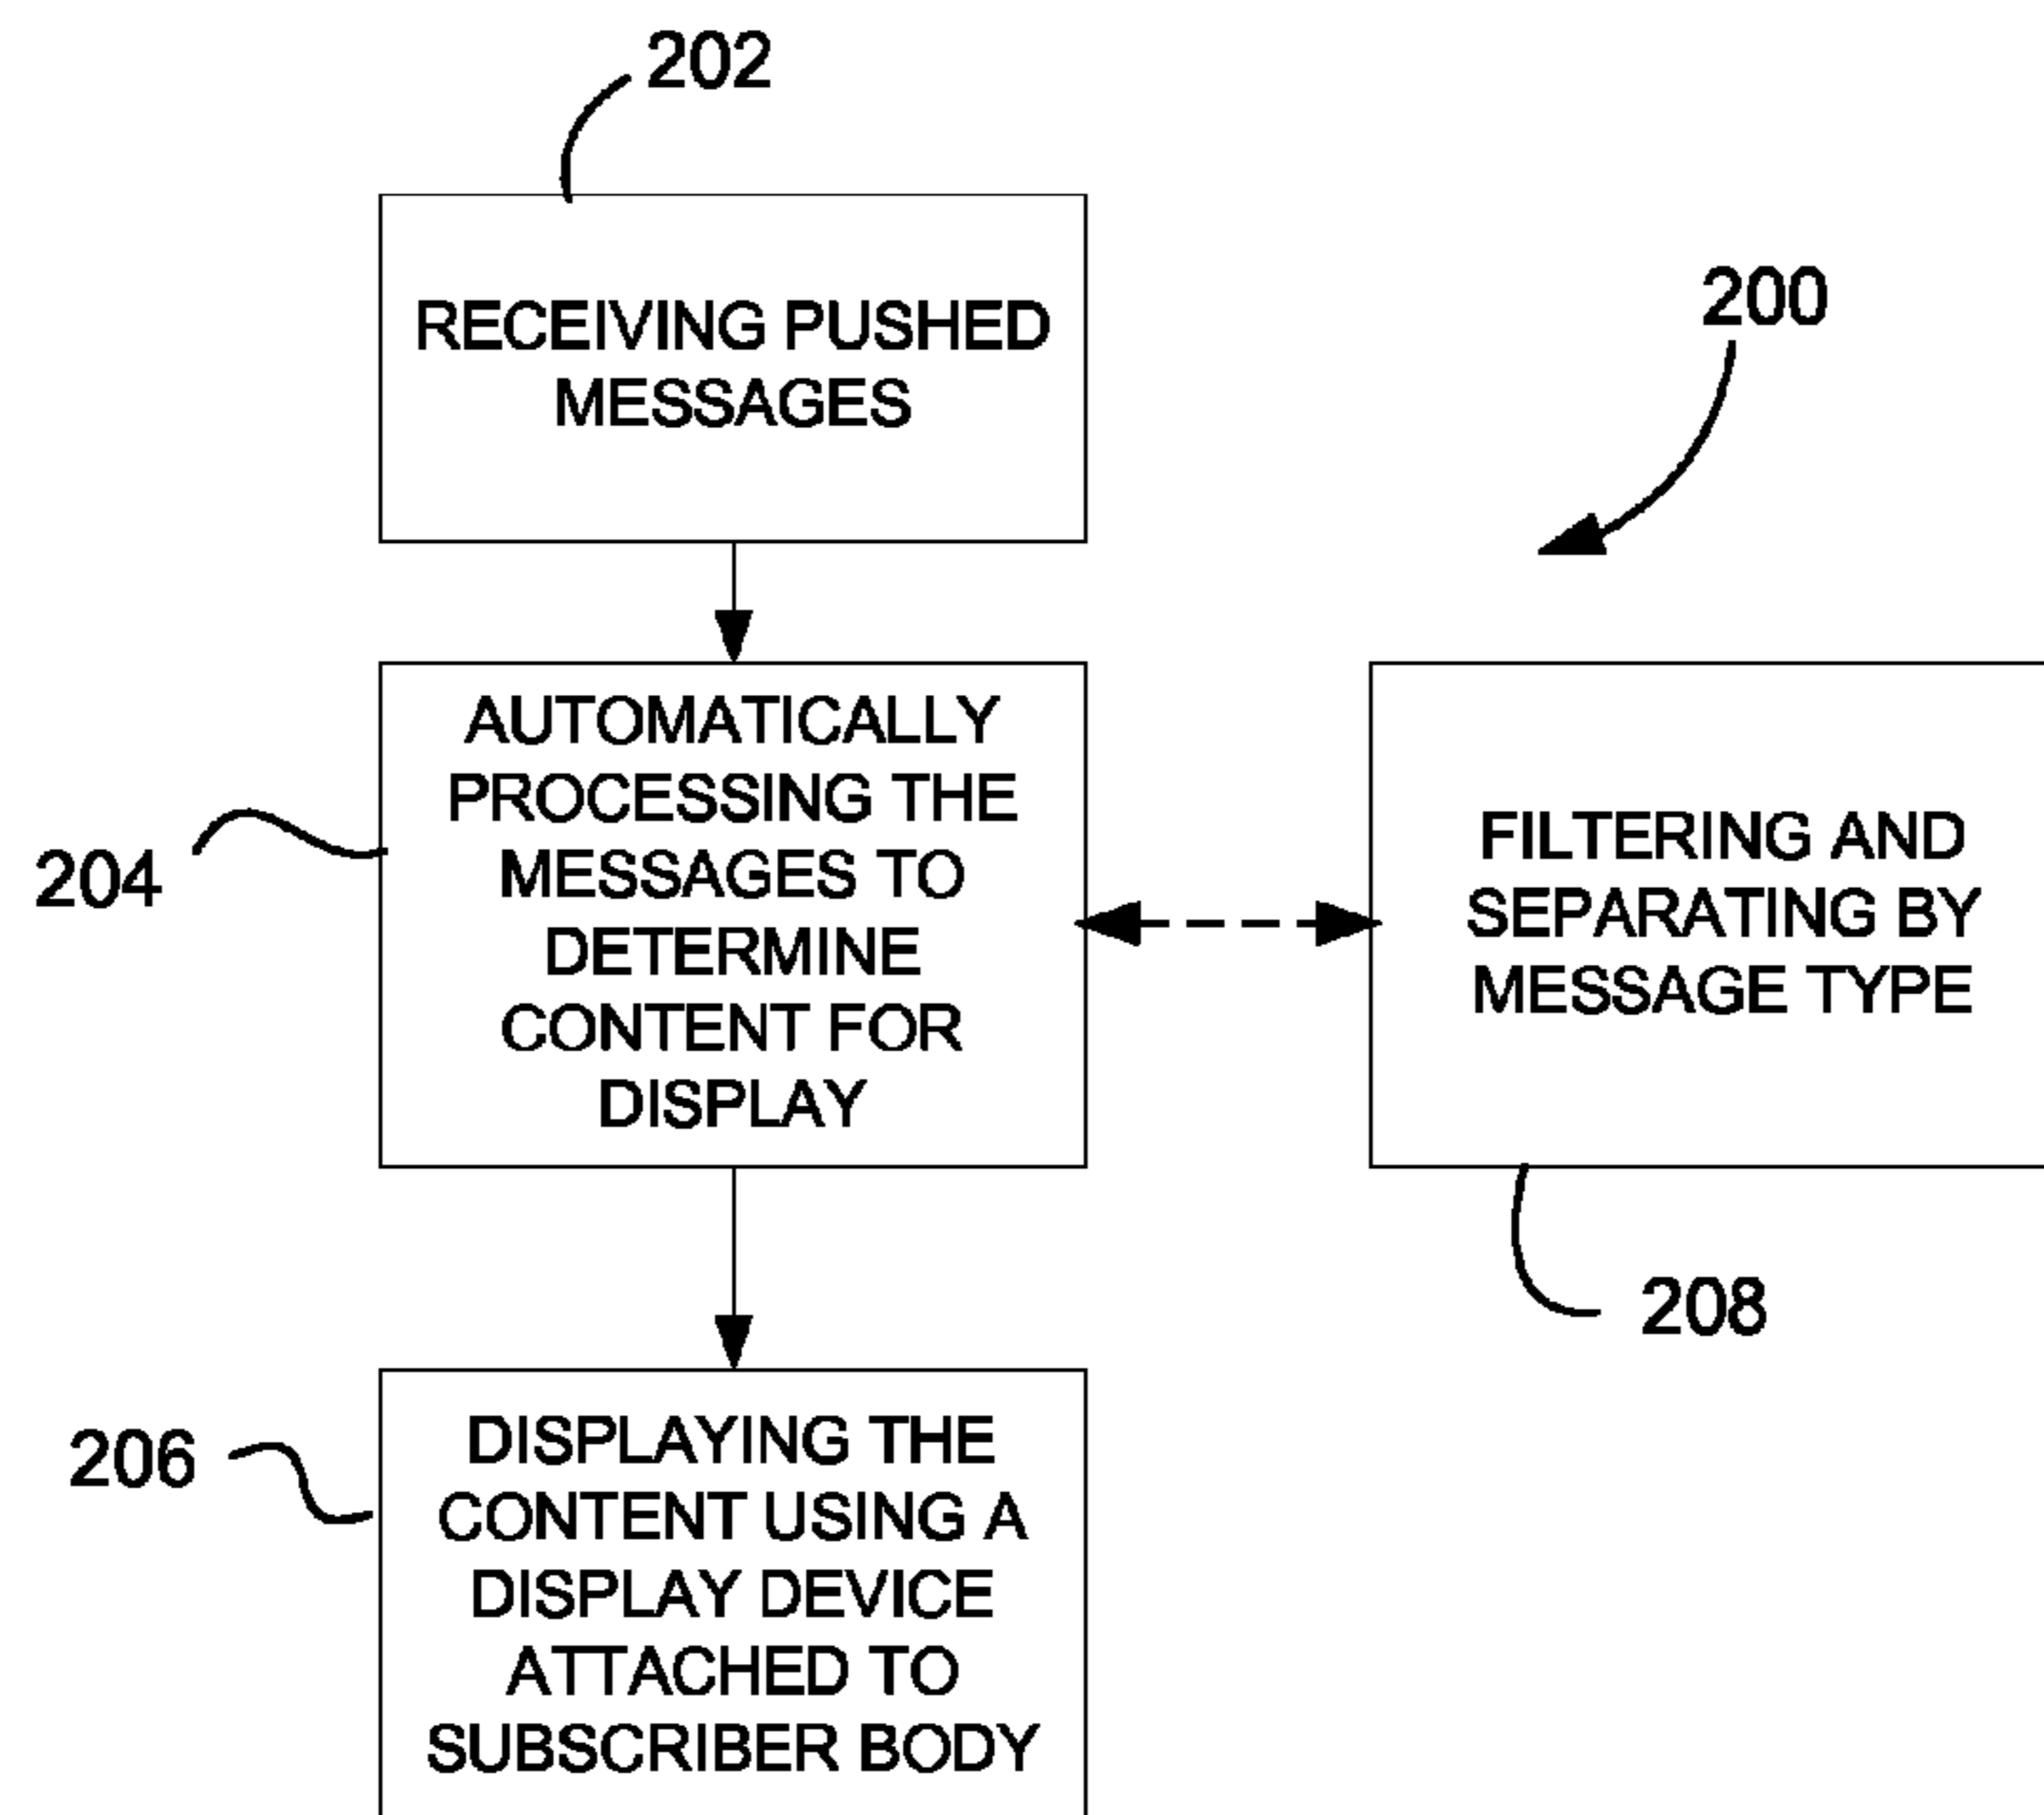 202
RECEIVING PUSHED
MESSAGES
200
AUTOMATICALLY
PROCESSING THE
MESSAGES TO
DETERMINE
CONTENT FOR
DISPLAY
204
FILTERING AND
SEPARATING BY
MESSAGE TYPE
208
206
DISPLAYING THE
CONTENT USING A
DISPLAY DEVICE
ATTACHED TO
SUBSCRIBER BODY